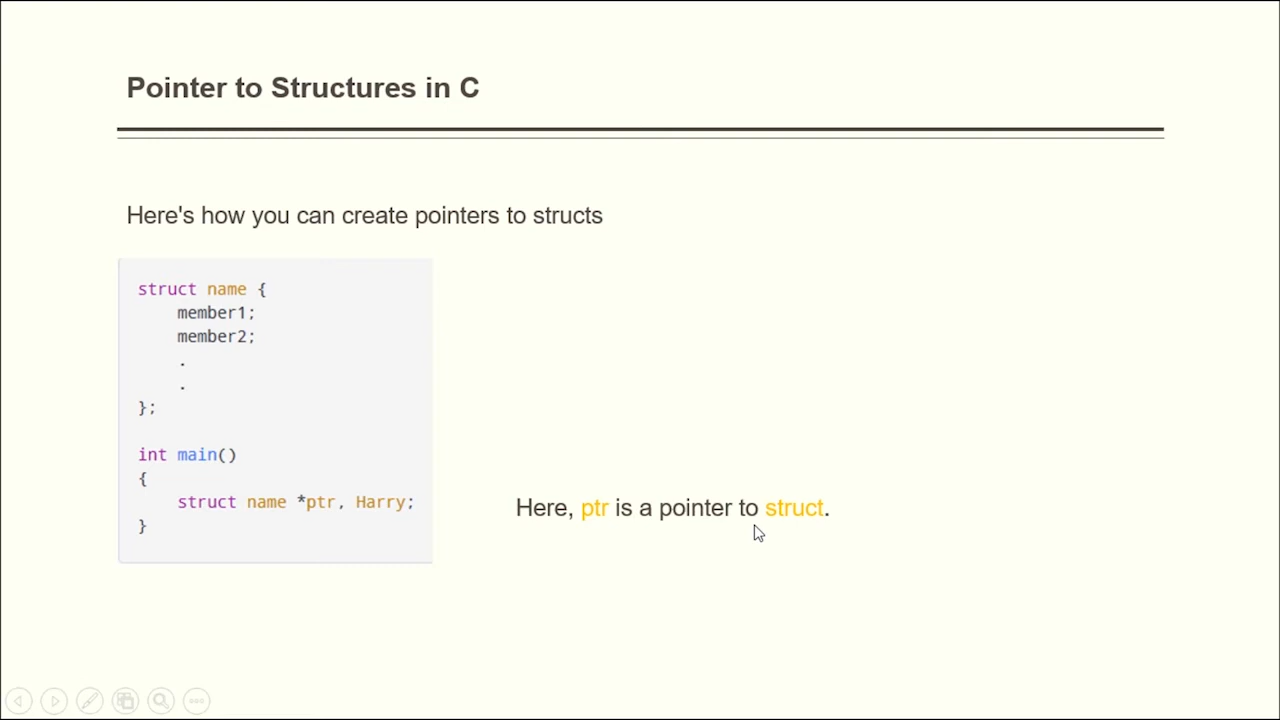 Pointer to Structures in C
Here's how you can create pointers to structs
struct name {
    member1;
    member2;
    .
    .
};
int main()
{
    struct name *ptr, Harry;
}
Here, ptr is a pointer to struct.